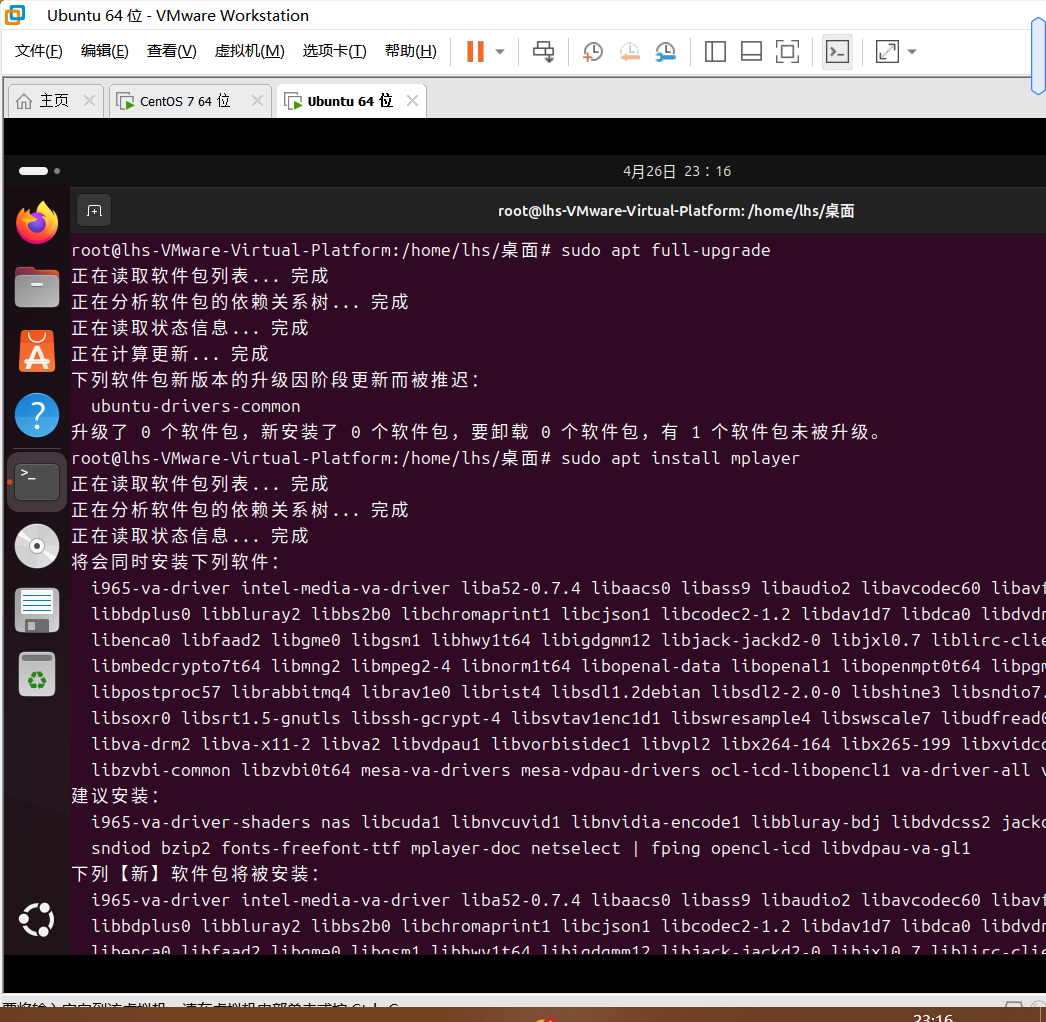 Ubuntu 64 位 - VMware Workstation
文件(F) 编辑(E) 查看(V) 虚拟机(M) 选项卡(T) 帮助(H)
主页 CentOS 7 64 位 Ubuntu 64 位
4月26日 23：16
root@lhs-VMware-Virtual-Platform: /home/lhs/桌面
root@lhs-VMware-Virtual-Platform:/home/lhs/桌面# sudo apt full-upgrade
正在读取软件包列表... 完成
正在分析软件包的依赖关系树... 完成
正在读取状态信息... 完成
正在计算更新... 完成
下列软件包新版本的升级因阶段更新而被推迟：
ubuntu-drivers-common
升级了 0 个软件包，新安装了 0 个软件包，要卸载 0 个软件包，有 1 个软件包未被升级。
root@lhs-VMware-Virtual-Platform:/home/lhs/桌面# sudo apt install mplayer
正在读取软件包列表... 完成
正在分析软件包的依赖关系树... 完成
正在读取状态信息... 完成
将会同时安装下列软件：
i965-va-driver intel-media-va-driver liba52-0.7.4 libaacs0 libass9 libaudio2 libavcodec60
libbdplus0 libbluray2 libbs2b0 libchromaprint1 libcjson1 libcodec2-1.2 libdav1d7 libdca0
libenca0 libfaad2 libgme0 libgsm1 libhwy1t64 libigdgmm12 libjack-jackd2-0 libjxl0.7
libmbedcrypto7t64 libmng2 libmpeg2-4 libnorm1t64 libopenal-data libopenal1 libopenmpt0t64
libpostproc57 librabbitmq4 librav1e0 librist4 libsdl1.2debian libsdl2-2.0-0 libshine3
libsoxr0 libsrt1.5-gnutls libssh-gcrypt-4 libsvtav1enc1d1 libswresample4 libswscale7
libva-drm2 libva-x11-2 libva2 libvdpau1 libvorbisidec1 libvpl2 libx264-164 libx265-199
libzvbi-common libzvbi0t64 mesa-va-drivers mesa-vdpau-drivers ocl-icd-libopencl1 va-driver-all
建议安装：
i965-va-driver-shaders nas libcuda1 libnvcuvid1 libnvidia-encode1 libbluray-bdj libdvdcss2
sndiod bzip2 fonts-freefont-ttf mplayer-doc netselect | fping opencl-icd libvdpau-va-gl1
下列【新】软件包将被安装：
i965-va-driver intel-media-va-driver liba52-0.7.4 libaacs0 libass9 libaudio2 libavcodec60
libbdplus0 libbluray2 libbs2b0 libchromaprint1 libcjson1 libcodec2-1.2 libdav1d7 libdca0
libenca0 libfaad2 libgme0 libgsm1 libhwy1t64 libigdgmm12 libjack-jackd2-0 libjxl0.7
23:16